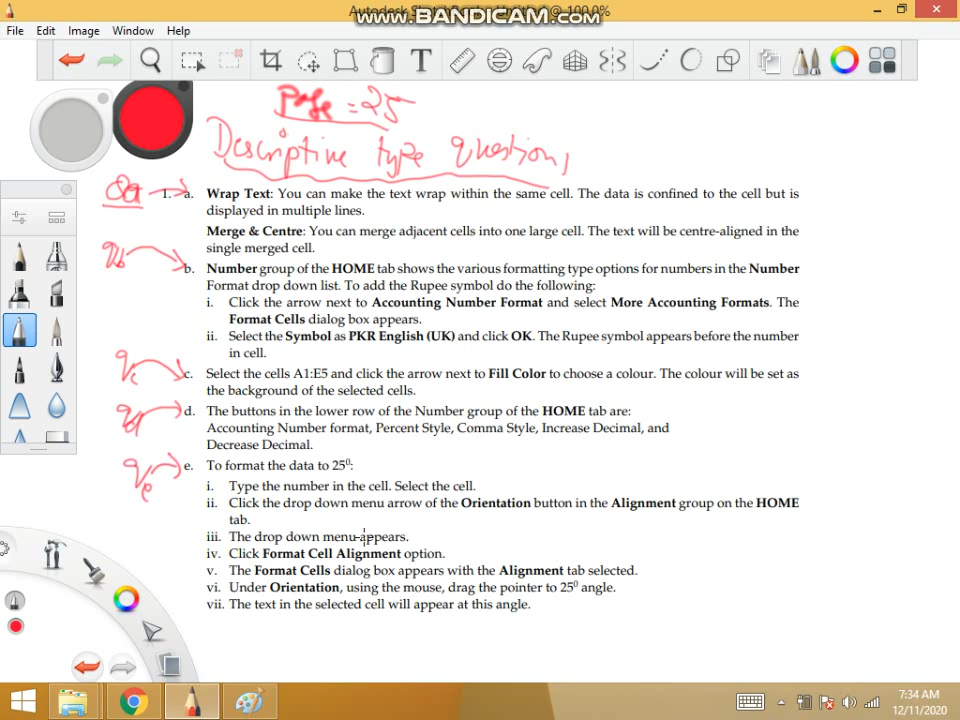 www.BANDICAM.com
File Edit Image Window Help
Page = 25
Descriptive type question,
Qa 1. a. Wrap Text: You can make the text wrap within the same cell. The data is confined to the cell but is
displayed in multiple lines.
Merge & Centre: You can merge adjacent cells into one large cell. The text will be centre-aligned in the
single merged cell.
qb b. Number group of the HOME tab shows the various formatting type options for numbers in the Number
Format drop down list. To add the Rupee symbol do the following:
i. Click the arrow next to Accounting Number Format and select More Accounting Formats. The
Format Cells dialog box appears.
ii. Select the Symbol as PKR English (UK) and click OK. The Rupee symbol appears before the number
in cell.
qc c. Select the cells A1:E5 and click the arrow next to Fill Color to choose a colour. The colour will be set as
the background of the selected cells.
qd d. The buttons in the lower row of the Number group of the HOME tab are:
Accounting Number format, Percent Style, Comma Style, Increase Decimal, and
Decrease Decimal.
qe e. To format the data to 25⁰:
i. Type the number in the cell. Select the cell.
ii. Click the drop down menu arrow of the Orientation button in the Alignment group on the HOME
tab.
iii. The drop down menu appears.
iv. Click Format Cell Alignment option.
v. The Format Cells dialog box appears with the Alignment tab selected.
vi. Under Orientation, using the mouse, drag the pointer to 25⁰ angle.
vii. The text in the selected cell will appear at this angle.
7:34 AM
12/11/2020